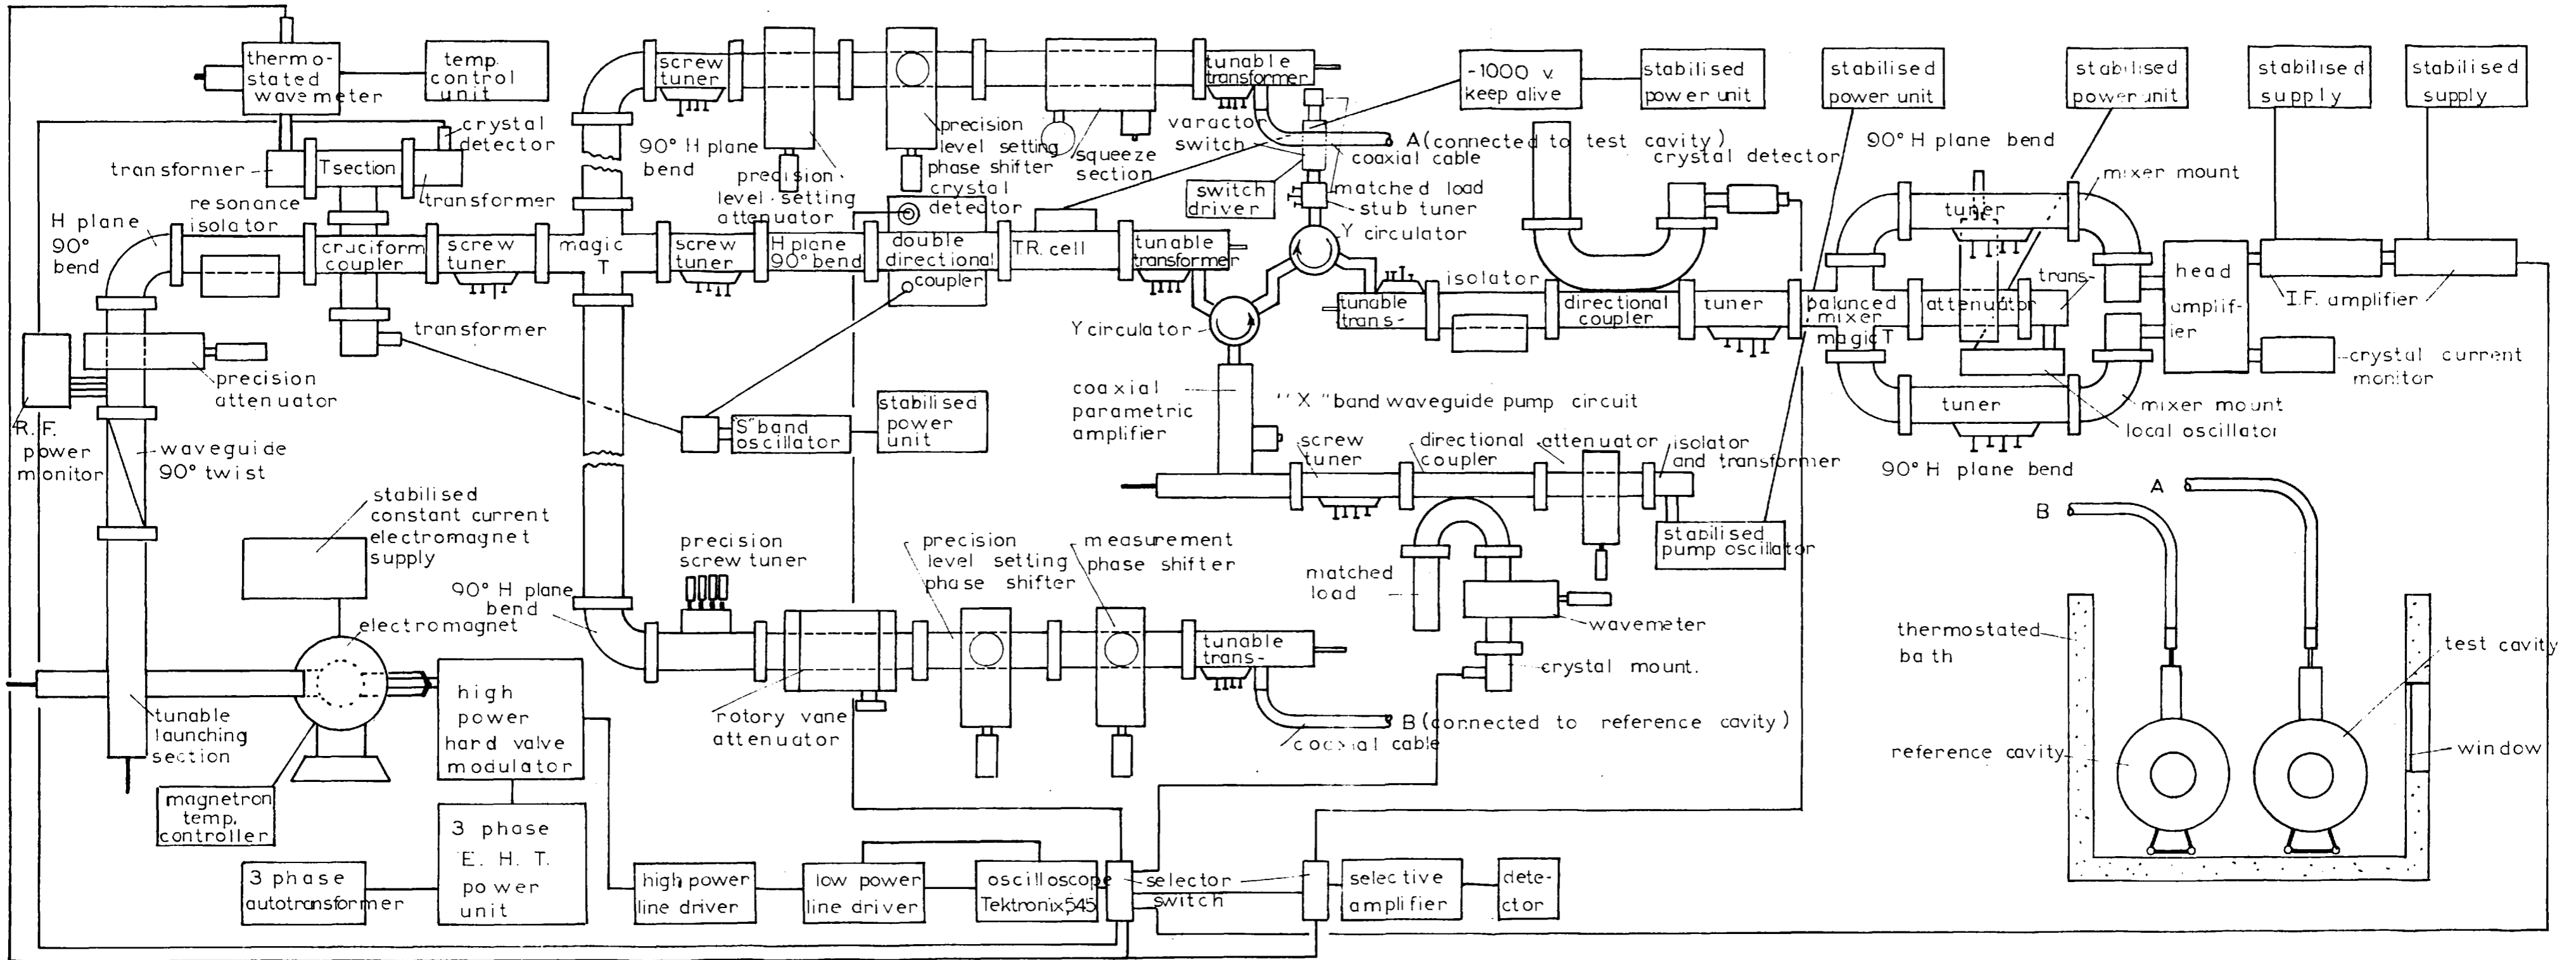 thermo-
stated
wavemeter
temp.
control
unit
crystal
detector
transformer
T section
transformer
resonance
isolator
H plane
90°
bend
cruciform
coupler
screw
tuner
magic
T
screw
tuner
H plane
90° bend
double
directional
coupler
T.R. cell
tunable
transformer
screw
tuner
90° H plane
bend
precision
level setting
attenuator
precision
level setting
phase shifter
crystal
detector
squeeze
section
tunable
transformer
varactor
switch
switch
driver
-1000 v.
keep alive
stabilised
power unit
A (connected to test cavity)
coaxial cable
crystal detector
matched load
stub tuner
Y circulator
Y circulator
stabilised
power unit
stabilised
power unit
stabilised
supply
stabilised
supply
90° H plane bend
mixer mount
tuner
tunable
trans-
isolator
directional
coupler
tuner
balanced
mixer
magic T
attenuator
trans-
head
amplif-
ier
I.F. amplifier
crystal current
monitor
tuner
mixer mount
local oscillator
90° H plane bend
transformer
precision
attenuator
R.F.
power
monitor
waveguide
90° twist
"S" band
oscillator
stabilised
power
unit
coaxial
parametric
amplifier
"X" band waveguide pump circuit
screw
tuner
directional
coupler
attenuator
isolator
and transformer
stabilised
pump oscillator
matched
load
wavemeter
crystal mount.
stabilised
constant current
electromagnet
supply
electromagnet
90° H plane
bend
precision
screw tuner
precision
level setting
phase shifter
measurement
phase shifter
tunable
trans-
rotory vane
attenuator
B (connected to reference cavity)
coaxial cable
tunable
launching
section
magnetron
temp.
controller
high
power
hard valve
modulator
3 phase
E. H. T.
power
unit
3 phase
autotransformer
high power
line driver
low power
line driver
oscilloscope
Tektronix,545
selector
switch
selective
amplifier
dete-
ctor
A
B
thermostated
bath
test cavity
reference cavity
window